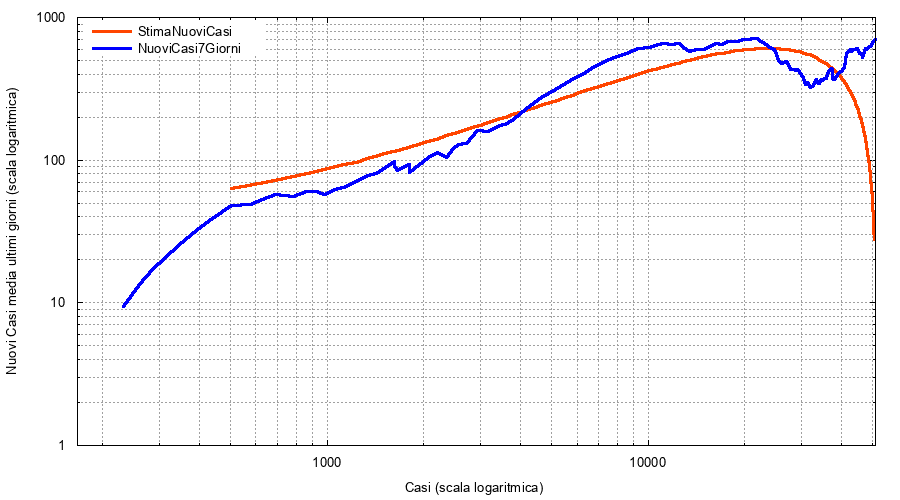 1000
StimaNuoviCasi
NuoviCasi7Giorni
100
10
1
Nuovi Casi media ultimi giorni (scala logaritmica)
1000
10000
Casi (scala logaritmica)